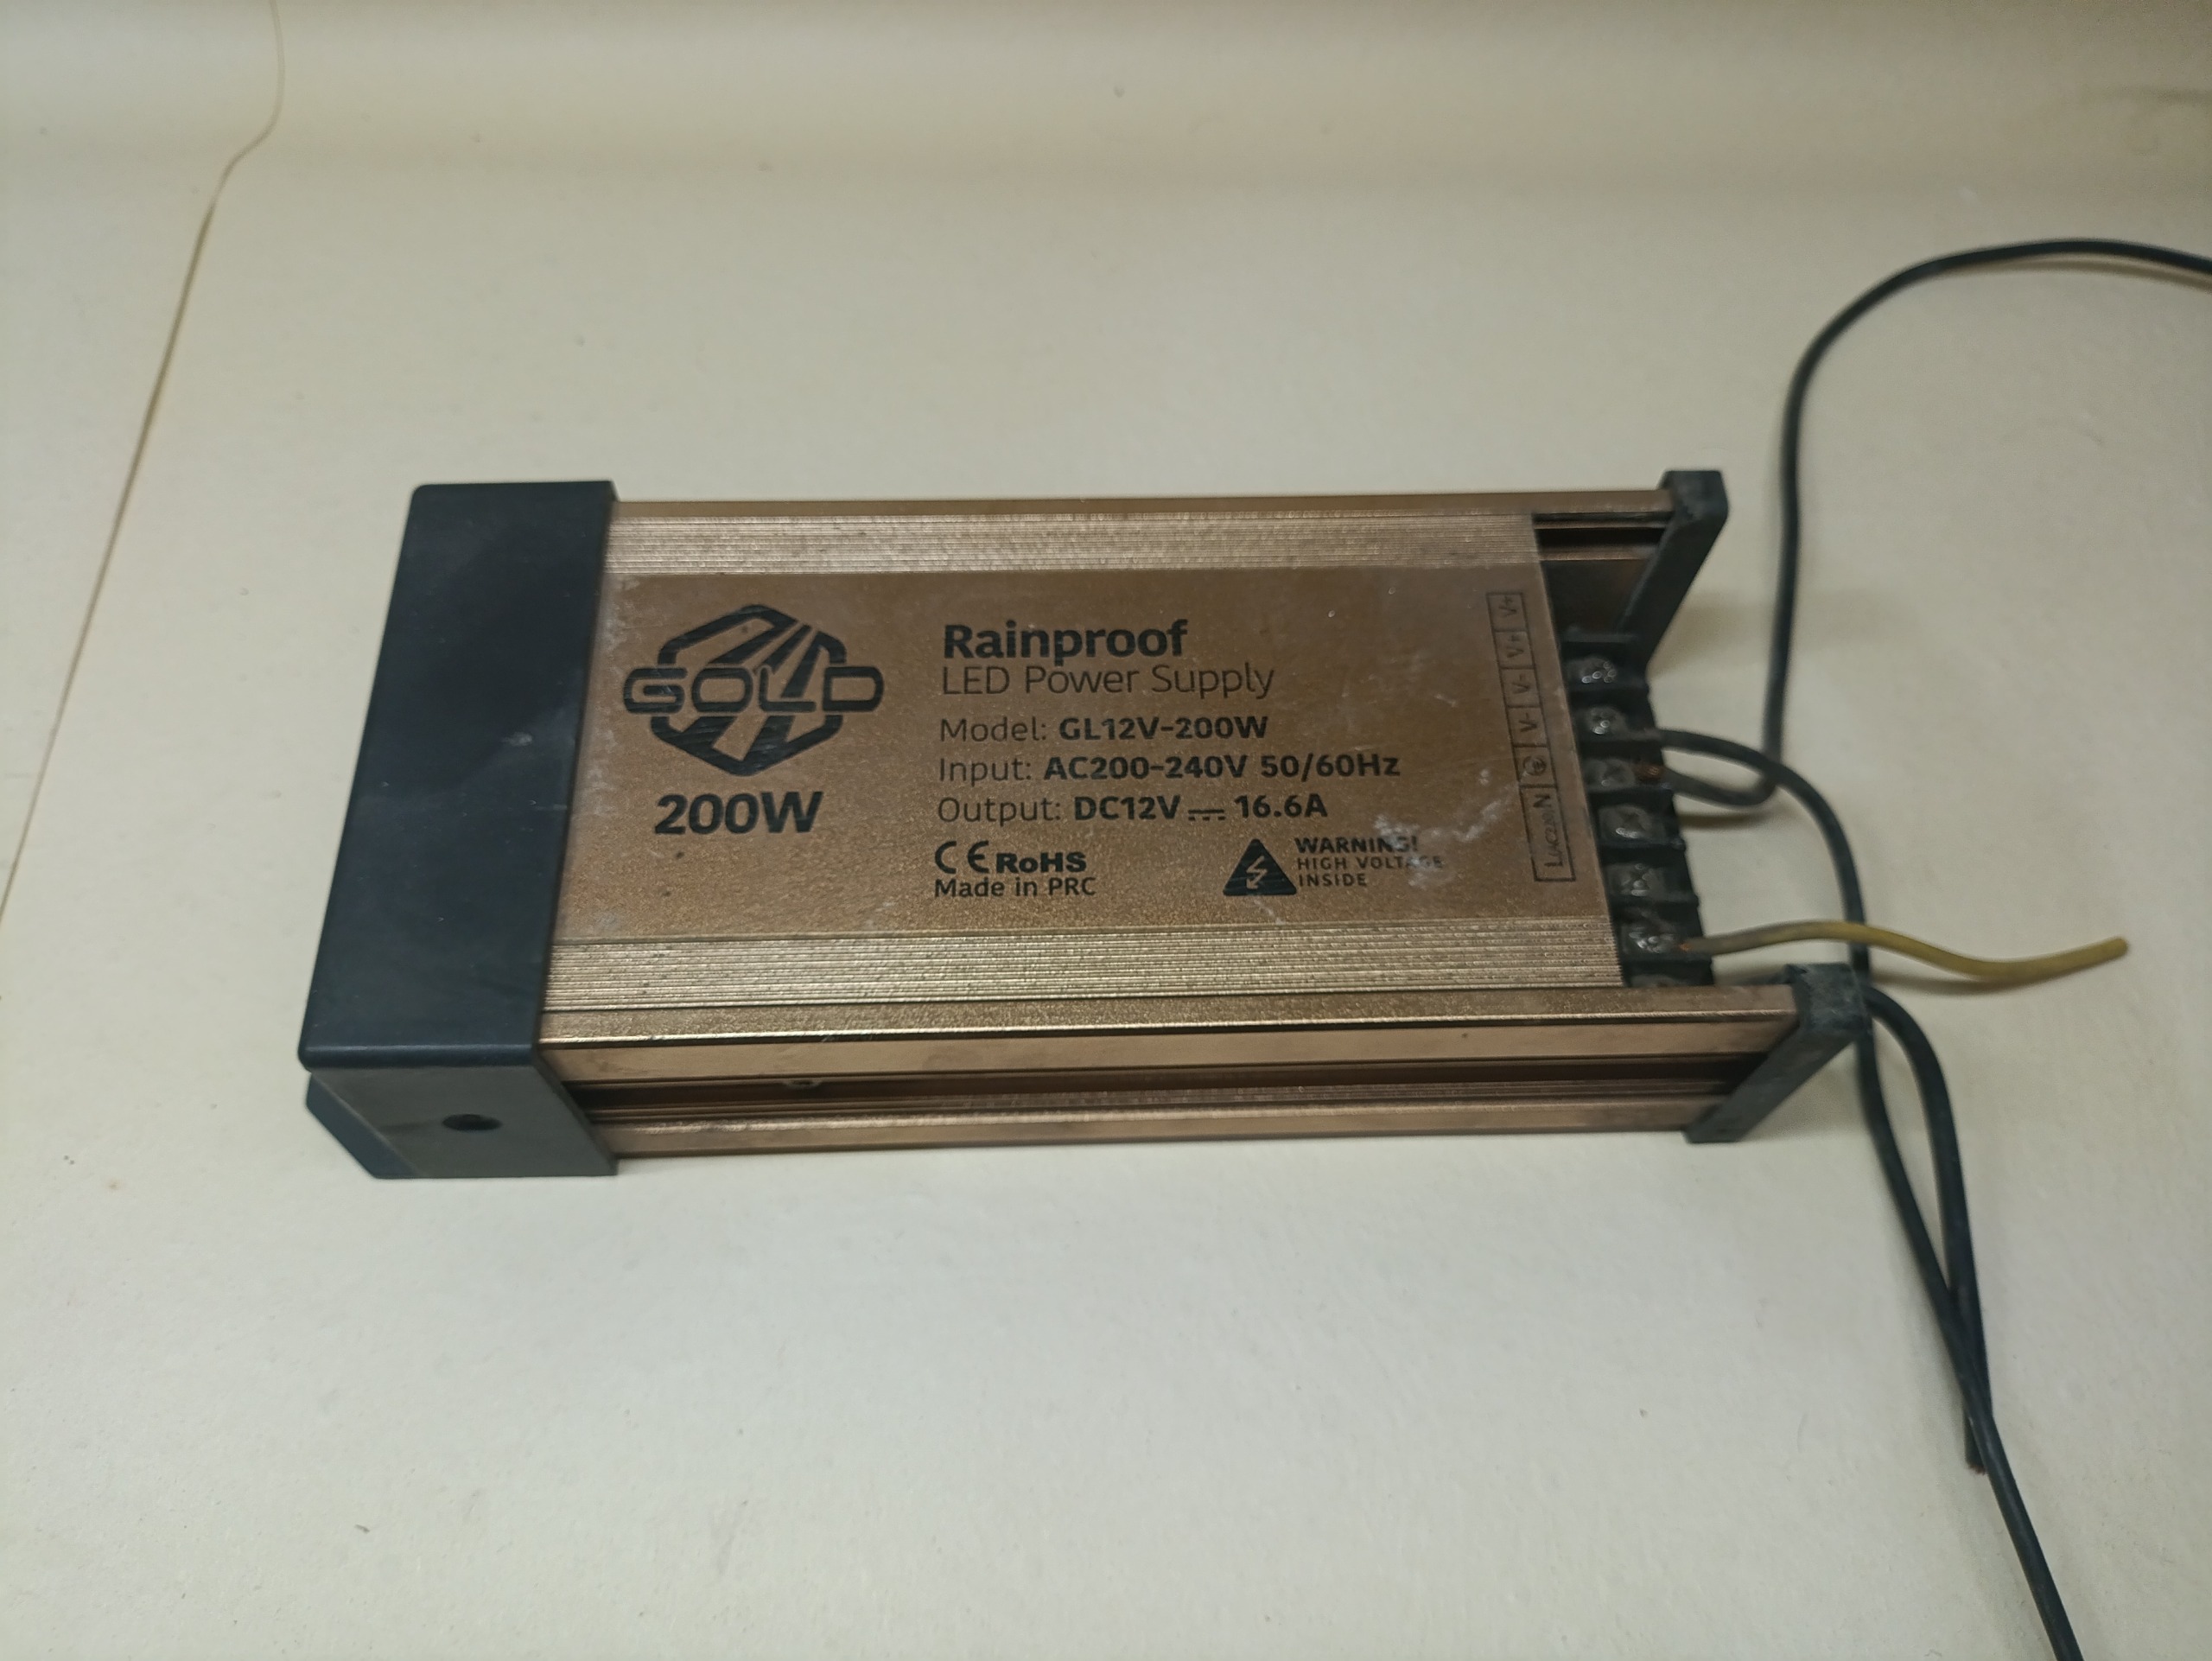 GOLD
200W
Rainproof
LED Power Supply
Model: GL12V-200W
Input: AC200-240V 50/60Hz
Output: DC12V ⎓ 16.6A
CE RoHS
Made in PRC
WARNING!
HIGH VOLTAGE
INSIDE
V+
V+
V-
V-
N